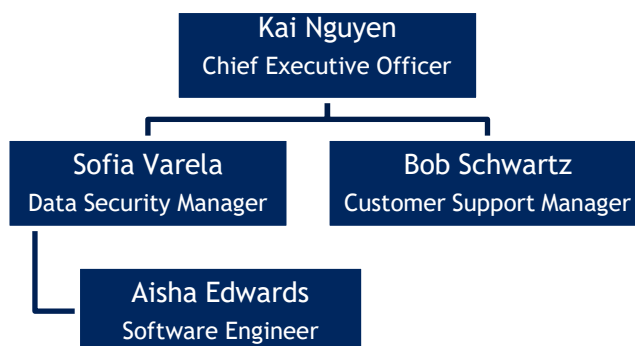 Kai Nguyen
Chief Executive Officer
Sofia Varela
Data Security Manager
Bob Schwartz
Customer Support Manager
Aisha Edwards
Software Engineer